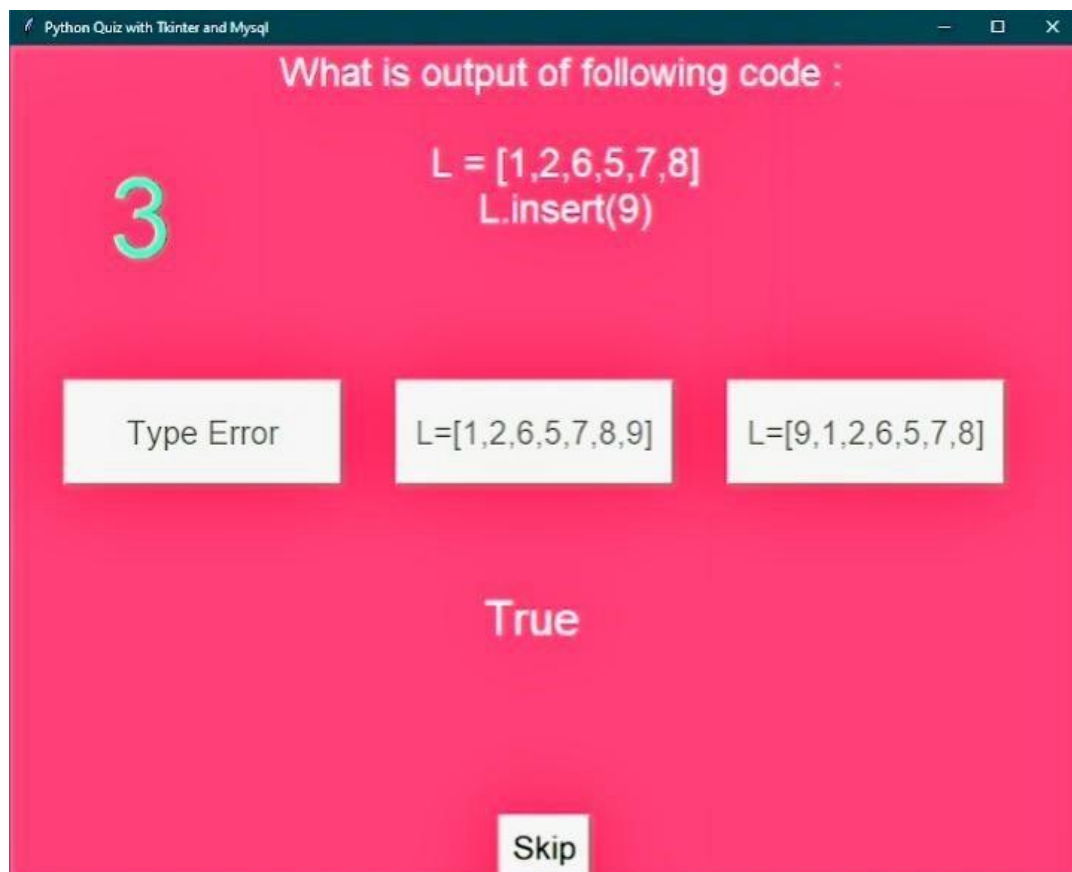 Python Quiz with Tkinter and Mysql
What is output of following code :
L = [1,2,6,5,7,8]
L.insert(9)
3
Type Error
L=[1,2,6,5,7,8,9]
L=[9,1,2,6,5,7,8]
True
Skip